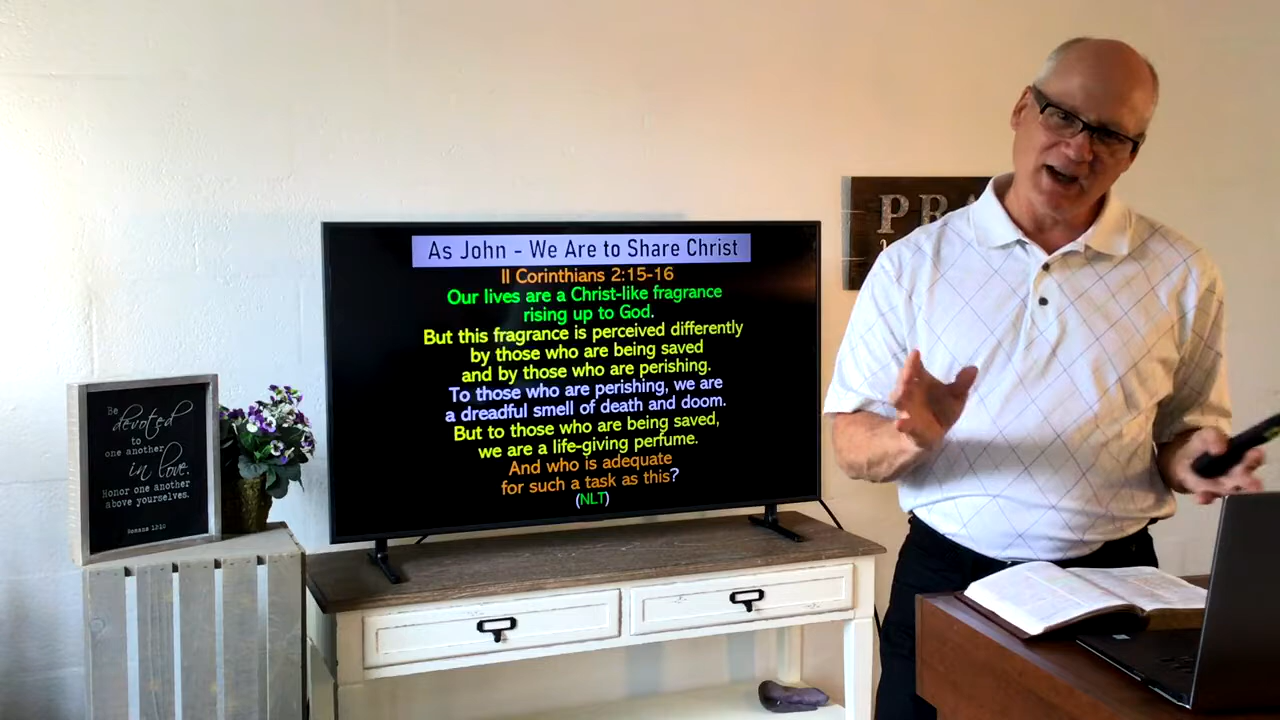 As John - We Are to Share Christ
II Corinthians 2:15-16
Our lives are a Christ-like fragrance
rising up to God.
But this fragrance is perceived differently
by those who are being saved
and by those who are perishing.
To those who are perishing, we are
a dreadful smell of death and doom.
But to those who are being saved,
we are a life-giving perfume.
And who is adequate
for such a task as this?
(NLT)
Be
devoted
to
one another
in love.
Honor one another
above yourselves.
Romans 12:10
PRA